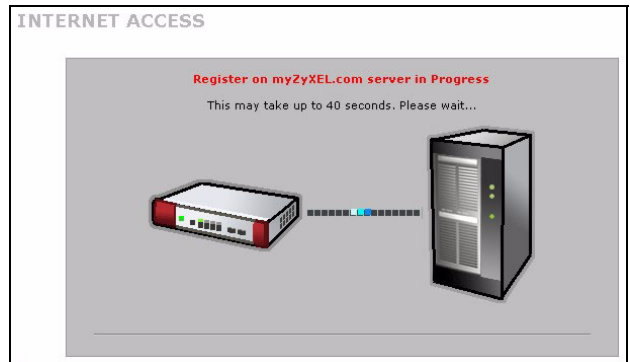 INTERNET ACCESS
Register on myZyXEL.com server in Progress
This may take up to 40 seconds. Please wait...